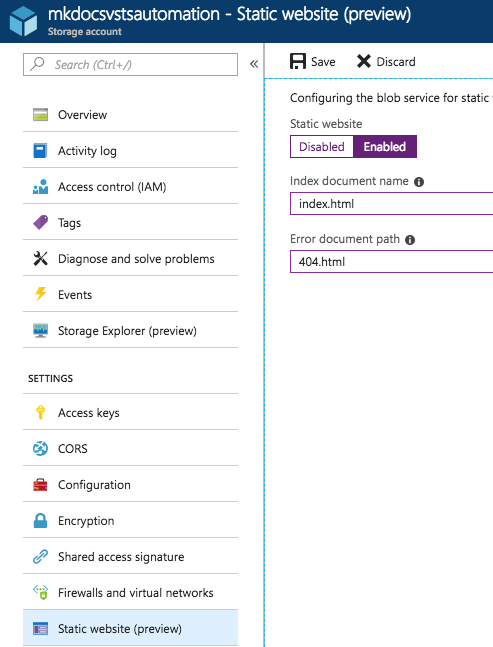 mkdocsvstsautomation - Static website (preview)
Storage account
Search (Ctrl+/)
«
Overview
Activity log
Access control (IAM)
Tags
Diagnose and solve problems
Events
Storage Explorer (preview)
SETTINGS
Access keys
CORS
Configuration
Encryption
Shared access signature
Firewalls and virtual networks
Static website (preview)
Save Discard
Configuring the blob service for static
Static website
Disabled Enabled
Index document name
index.html
Error document path
404.html